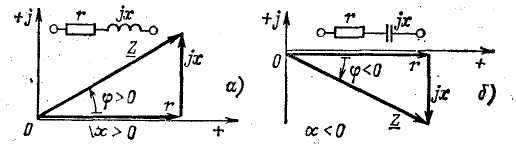 +j
r
jx
Z
jx
φ>0
r
а)
0
x>0
+
+j
r
jx
0
r
+
φ<0
jx
Z
б)
x<0